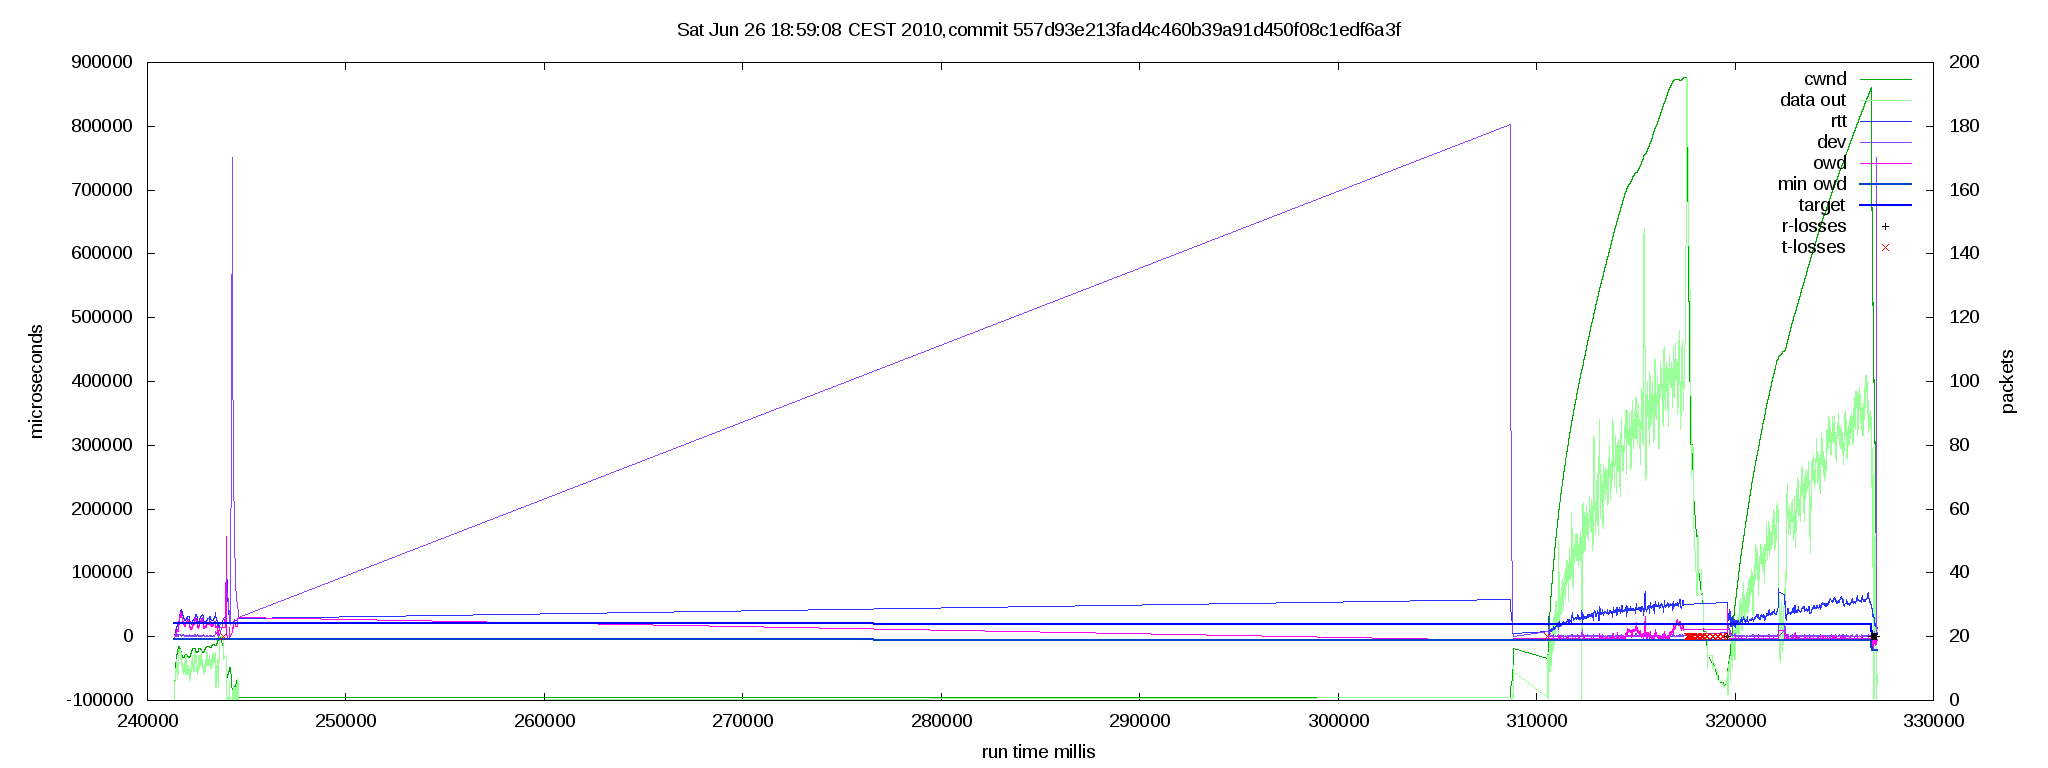 Sat Jun 26 18:59:08 CEST 2010,commit 557d93e213fad4c460b39a91d450f08c1edf6a3f
900000
800000
700000
600000
500000
400000
300000
200000
100000
0
-100000
microseconds
200
180
160
140
120
100
80
60
40
20
0
packets
cwnd
data out
rtt
dev
owd
min owd
target
r-losses
t-losses
240000 250000 260000 270000 280000 290000 300000 310000 320000 330000
run time millis